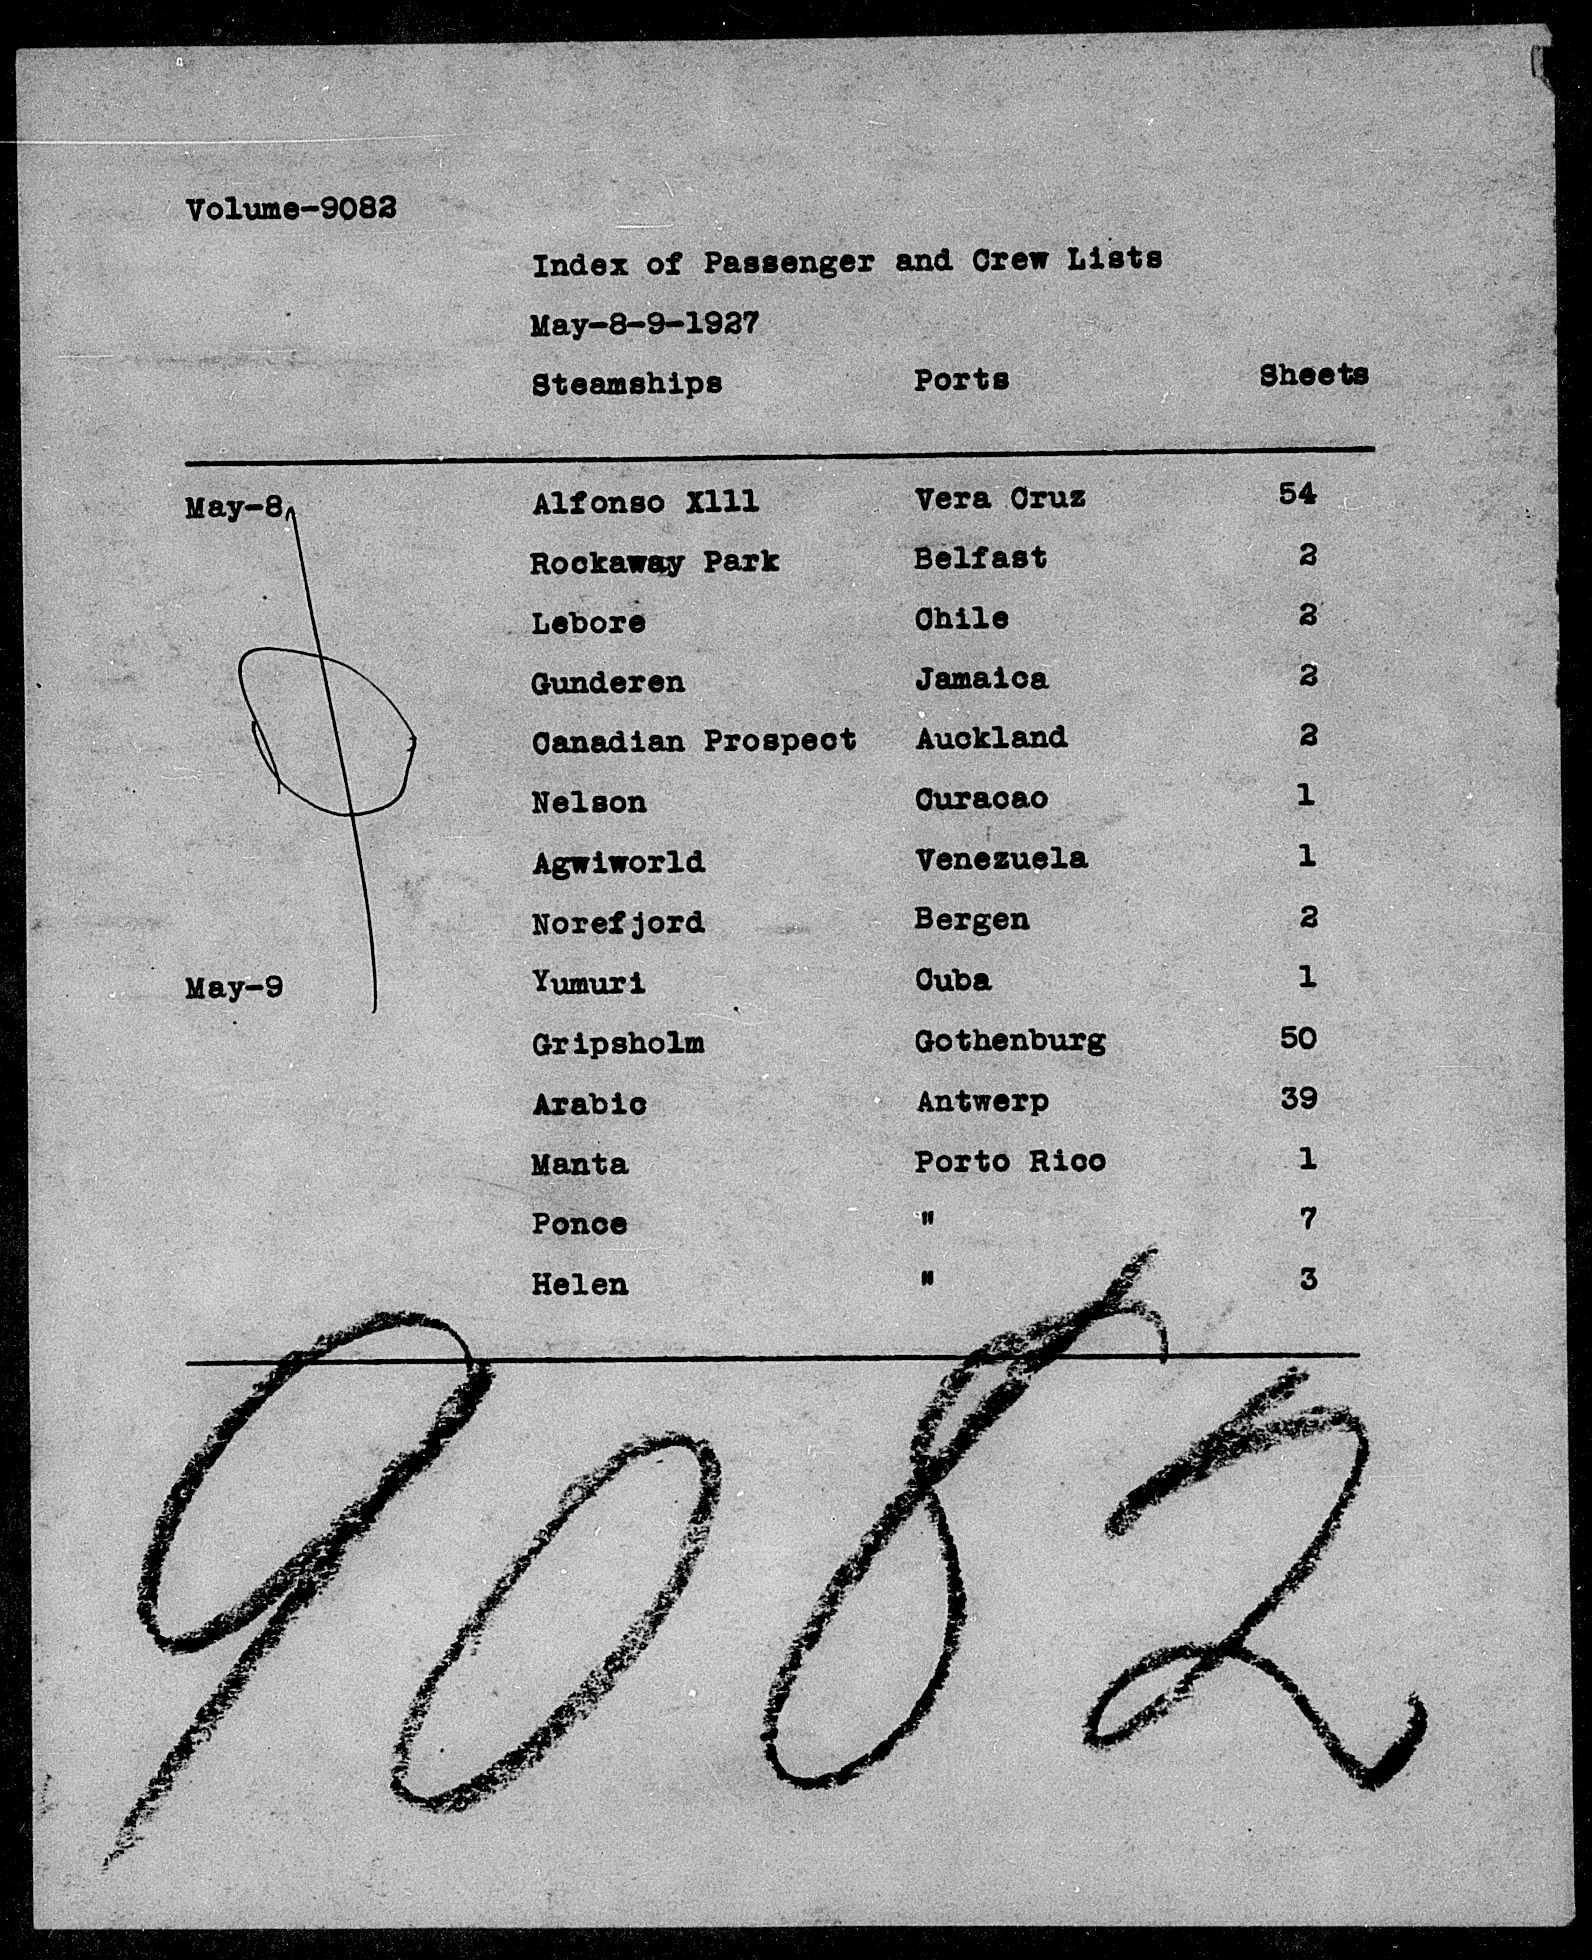 Volume-9082
Index of Passenger and Crew Lists
May-8-9-1927
Steamships Ports Sheets
May-8 Alfonso Xlll Vera Cruz 54
Rockaway Park Belfast 2
Lebore Chile 2
Gunderen Jamaica 2
Canadian Prospect Auckland 2
Nelson Curacao 1
Agwiworld Venezuela 1
Norefjord Bergen 2
May-9 Yumuri Cuba 1
Gripsholm Gothenburg 50
Arabic Antwerp 39
Manta Porto Rico 1
Ponce " 7
Helen " 3
9082